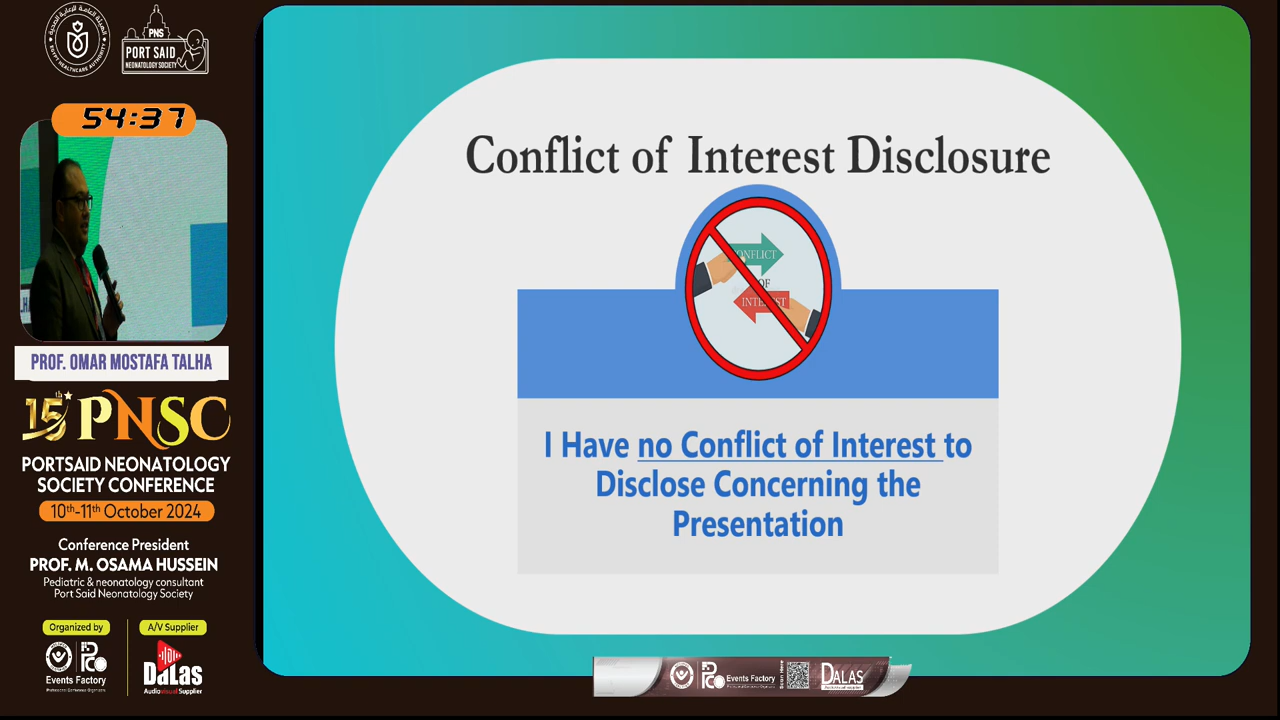 PNS
PORT SAID
NEONATOLOGY SOCIETY
EGYPT HEALTHCARE AUTHORITY
54:37
PROF. OMAR MOSTAFA TALHA
15th PNSC
PORTSAID NEONATOLOGY
SOCIETY CONFERENCE
10th-11th October 2024
Conference President
PROF. M. OSAMA HUSSEIN
Pediatric & neonatology consultant
Port Said Neonatology Society
Organized by
A/V Supplier
Events Factory
DaLas
Audiovisual Supplier
Conflict of Interest Disclosure
CONFLICT
OF
INTEREST
I Have no Conflict of Interest to
Disclose Concerning the
Presentation
Events Factory
DALAS